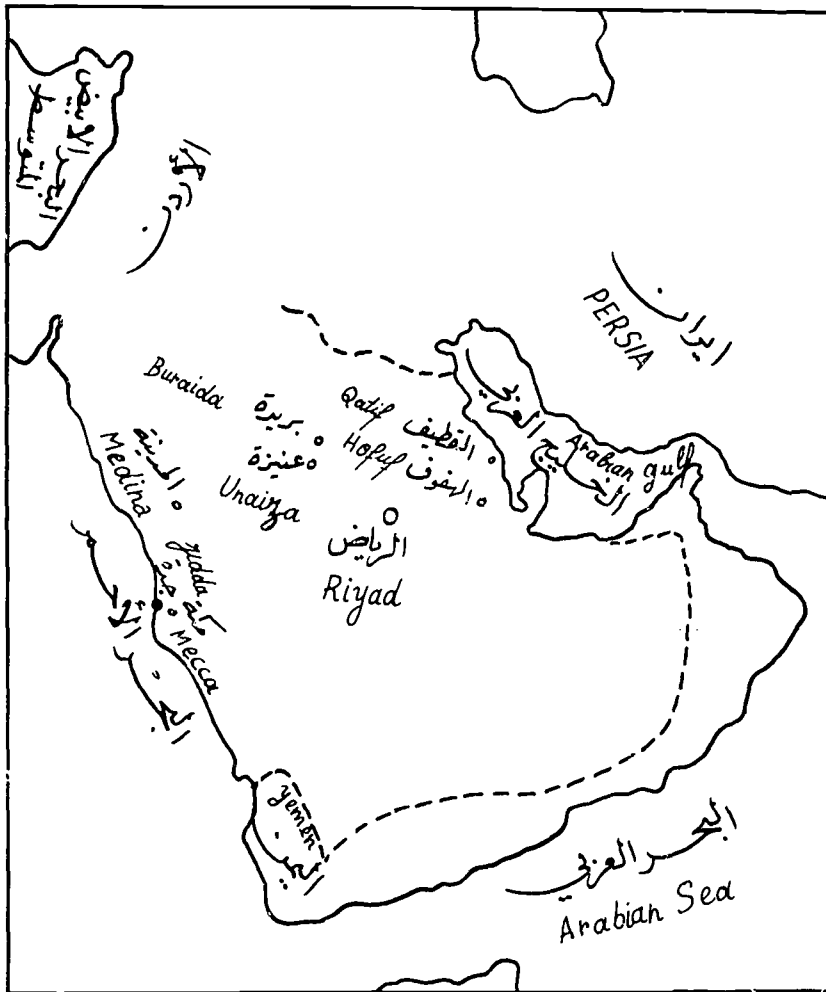 البحر الأبيض
المتوسط
ايران
PERSIA
Buraida
بريدة
عنيزة
Unaiza
Qatif
القطيف
Hofuf
الهفوف
الخليج العربي
Arabian gulf
المدينة
Medina
الرياض
Riyad
Jidda
جدة
مكة
Mecca
البحر الأحمر
yemen
اليمن
البحر العربي
Arabian Sea